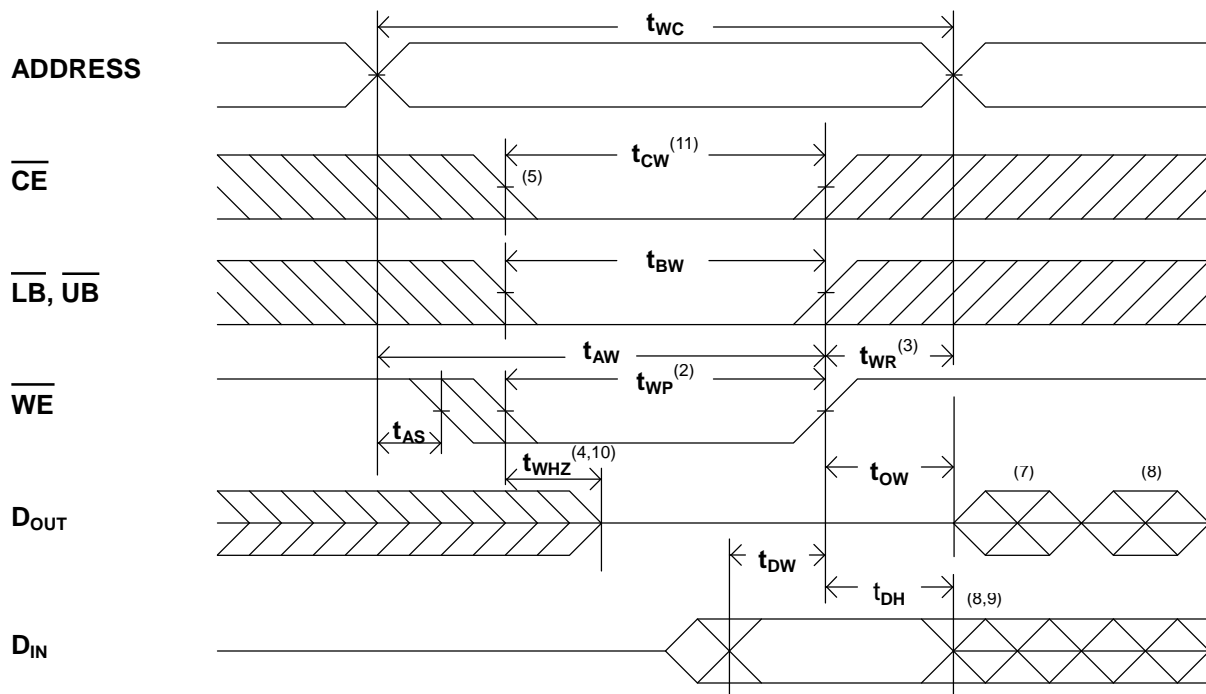 tWC
ADDRESS
tCW(11)
CE
(5)
tBW
LB, UB
tAW
tWR(3)
tWP(2)
WE
tAS
tWHZ(4,10)
tOW
(7)
(8)
DOUT
tDW
tDH
(8,9)
DIN